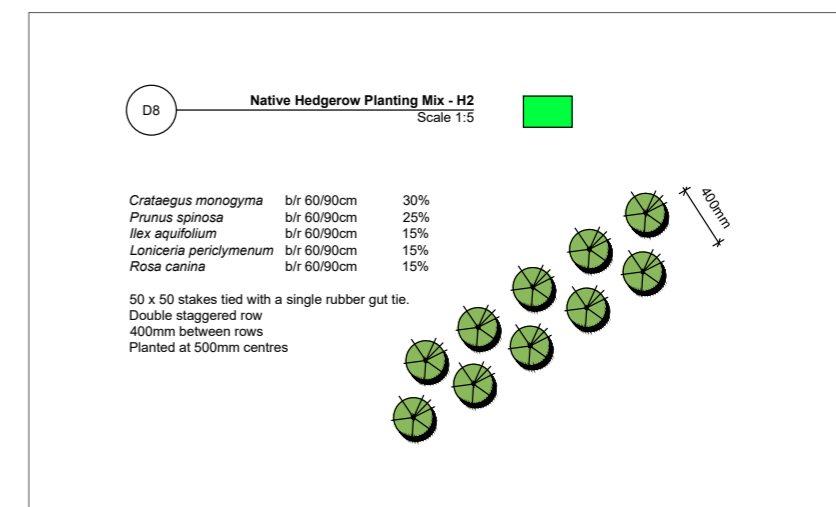 D8
Native Hedgerow Planting Mix - H2
Scale 1:5
400mm
Crataegus monogyma b/r 60/90cm 30%
Prunus spinosa b/r 60/90cm 25%
Ilex aquifolium b/r 60/90cm 15%
Loniceria periclymenum b/r 60/90cm 15%
Rosa canina b/r 60/90cm 15%
50 x 50 stakes tied with a single rubber gut tie.
Double staggered row
400mm between rows
Planted at 500mm centres